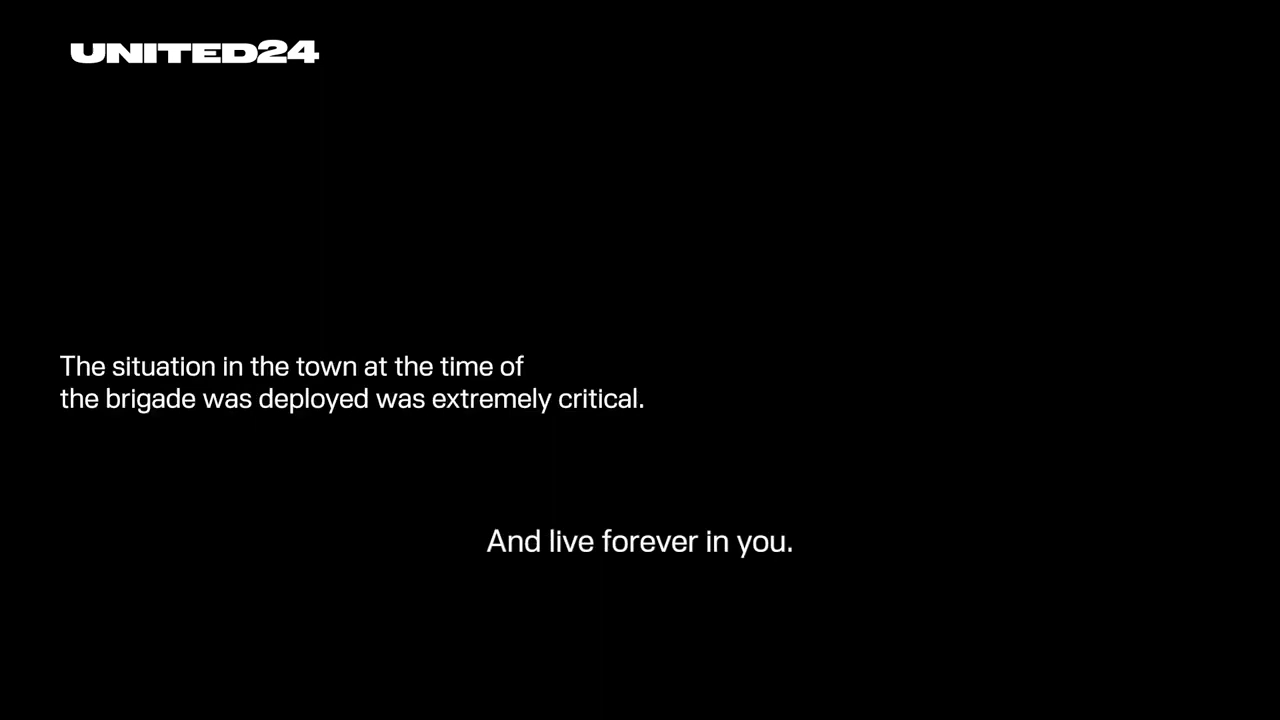 UNITED24
The situation in the town at the time of
the brigade was deployed was extremely critical.
And live forever in you.